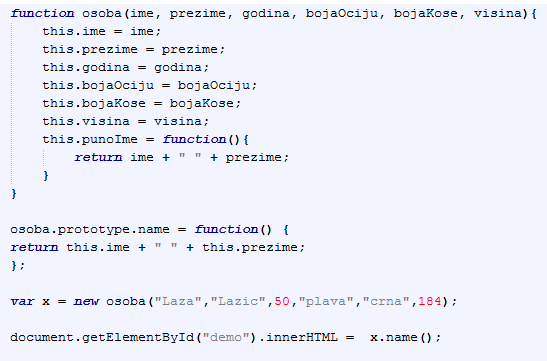 function osoba(ime, prezime, godina, bojaOciju, bojaKose, visina){
    this.ime = ime;
    this.prezime = prezime;
    this.godina = godina;
    this.bojaOciju = bojaOciju;
    this.bojaKose = bojaKose;
    this.visina = visina;
    this.punoIme = function(){
        return ime + " " + prezime;
    }
}

osoba.prototype.name = function() {
return this.ime + " " + this.prezime;
};

var x = new osoba("Laza","Lazic",50,"plava","crna",184);

document.getElementById("demo").innerHTML =  x.name();